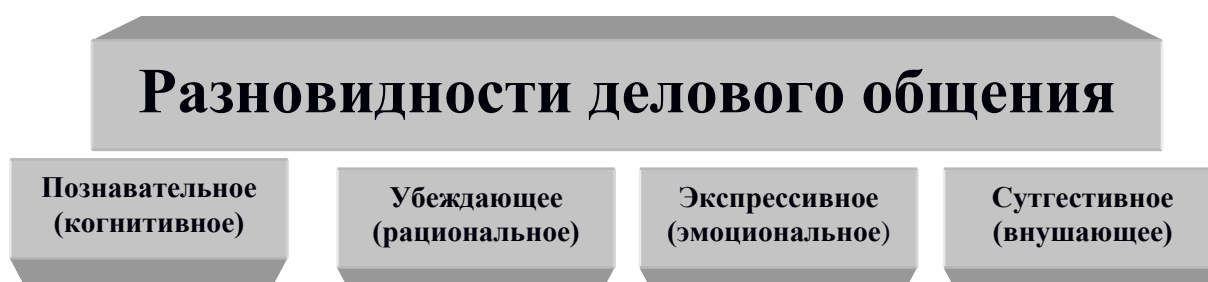 Разновидности делового общения
Познавательное
(когнитивное)
Убеждающее
(рациональное)
Экспрессивное
(эмоциональное)
Сутгестивное
(внушающее)